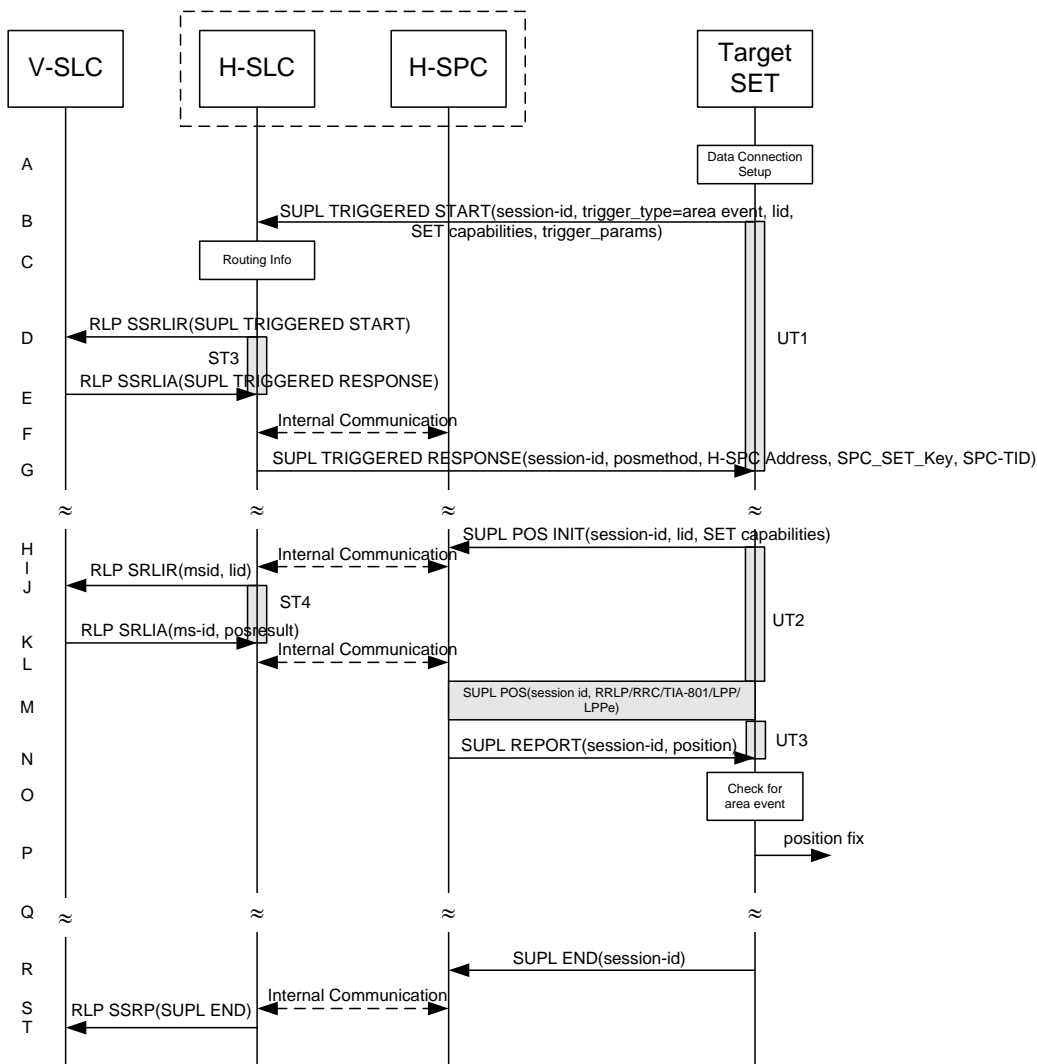 V-SLC
H-SLC
H-SPC
Target
SET
A
Data Connection
Setup
B
SUPL TRIGGERED START(session-id, trigger_type=area event, lid,
SET capabilities, trigger_params)
C
Routing Info
D
RLP SSRLIR(SUPL TRIGGERED START)
UT1
ST3
E
RLP SSRLIA(SUPL TRIGGERED RESPONSE)
F
Internal Communication
G
SUPL TRIGGERED RESPONSE(session-id, posmethod, H-SPC Address, SPC_SET_Key, SPC-TID)
≈ ≈ ≈ ≈
H
SUPL POS INIT(session-id, lid, SET capabilities)
I
Internal Communication
J
RLP SRLIR(msid, lid)
ST4
UT2
K
RLP SRLIA(ms-id, posresult)
L
Internal Communication
M
SUPL POS(session id, RRLP/RRC/TIA-801/LPP/
LPPe)
N
SUPL REPORT(session-id, position)
UT3
O
Check for
area event
P
position fix
Q
≈ ≈ ≈ ≈
R
SUPL END(session-id)
S
Internal Communication
T
RLP SSRP(SUPL END)